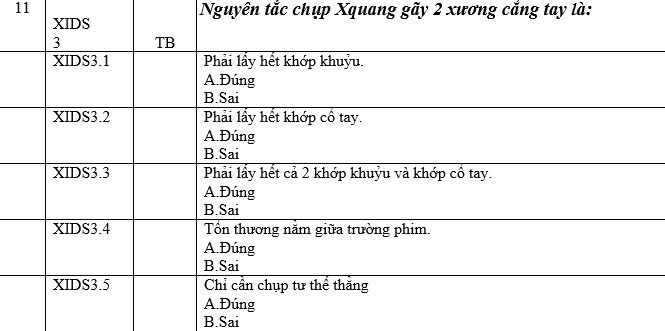 11 XIDS 3 TB Nguyên tắc chụp Xquang gãy 2 xương cẳng tay là:
XIDS3.1 Phải lấy hết khớp khuỷu.
A.Đúng
B.Sai
XIDS3.2 Phải lấy hết khớp cổ tay.
A.Đúng
B.Sai
XIDS3.3 Phải lấy hết cả 2 khớp khuỷu và khớp cổ tay.
A.Đúng
B.Sai
XIDS3.4 Tổn thương nằm giữa trường phim.
A.Đúng
B.Sai
XIDS3.5 Chỉ cần chụp tư thế thẳng
A.Đúng
B.Sai